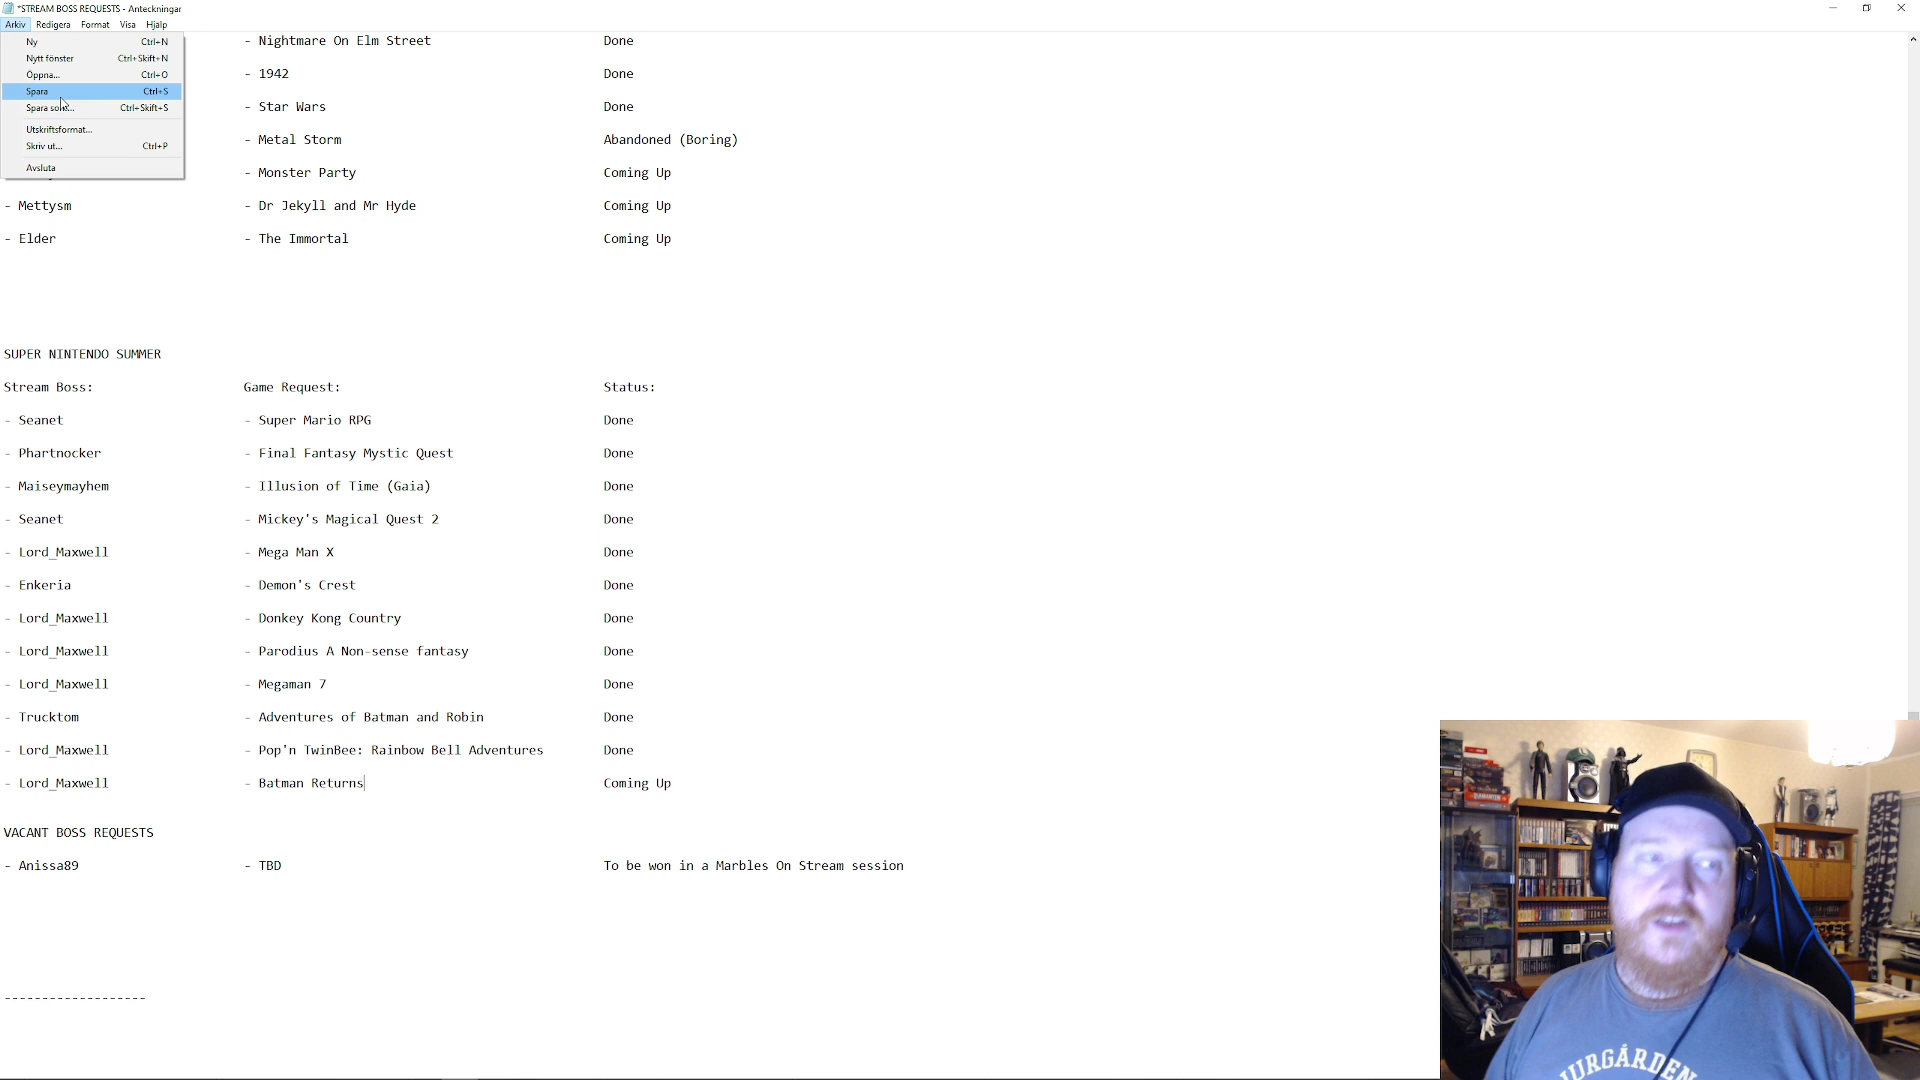 *STREAM BOSS REQUESTS - Anteckningar
Arkiv Redigera Format Visa Hjälp
Ny Ctrl+N
Nytt fönster Ctrl+Skift+N
Öppna... Ctrl+O
Spara Ctrl+S
Spara som... Ctrl+Skift+S
Utskriftsformat...
Skriv ut... Ctrl+P
Avsluta
- Nightmare On Elm Street Done
- 1942 Done
- Star Wars Done
- Metal Storm Abandoned (Boring)
- Monster Party Coming Up
- Mettysm - Dr Jekyll and Mr Hyde Coming Up
- Elder - The Immortal Coming Up
SUPER NINTENDO SUMMER
Stream Boss: Game Request: Status:
- Seanet - Super Mario RPG Done
- Phartnocker - Final Fantasy Mystic Quest Done
- Maiseymayhem - Illusion of Time (Gaia) Done
- Seanet - Mickey's Magical Quest 2 Done
- Lord_Maxwell - Mega Man X Done
- Enkeria - Demon's Crest Done
- Lord_Maxwell - Donkey Kong Country Done
- Lord_Maxwell - Parodius A Non-sense fantasy Done
- Lord_Maxwell - Megaman 7 Done
- Trucktom - Adventures of Batman and Robin Done
- Lord_Maxwell - Pop'n TwinBee: Rainbow Bell Adventures Done
- Lord_Maxwell - Batman Returns Coming Up
VACANT BOSS REQUESTS
- Anissa89 - TBD To be won in a Marbles On Stream session
-------------------